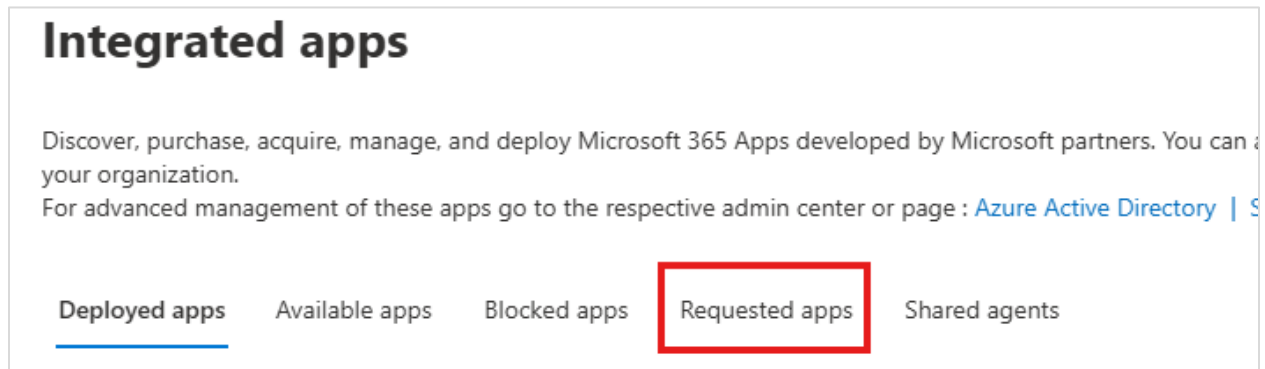 Integrated apps
Discover, purchase, acquire, manage, and deploy Microsoft 365 Apps developed by Microsoft partners. You can
your organization.
For advanced management of these apps go to the respective admin center or page : Azure Active Directory |
Deployed apps Available apps Blocked apps Requested apps Shared agents